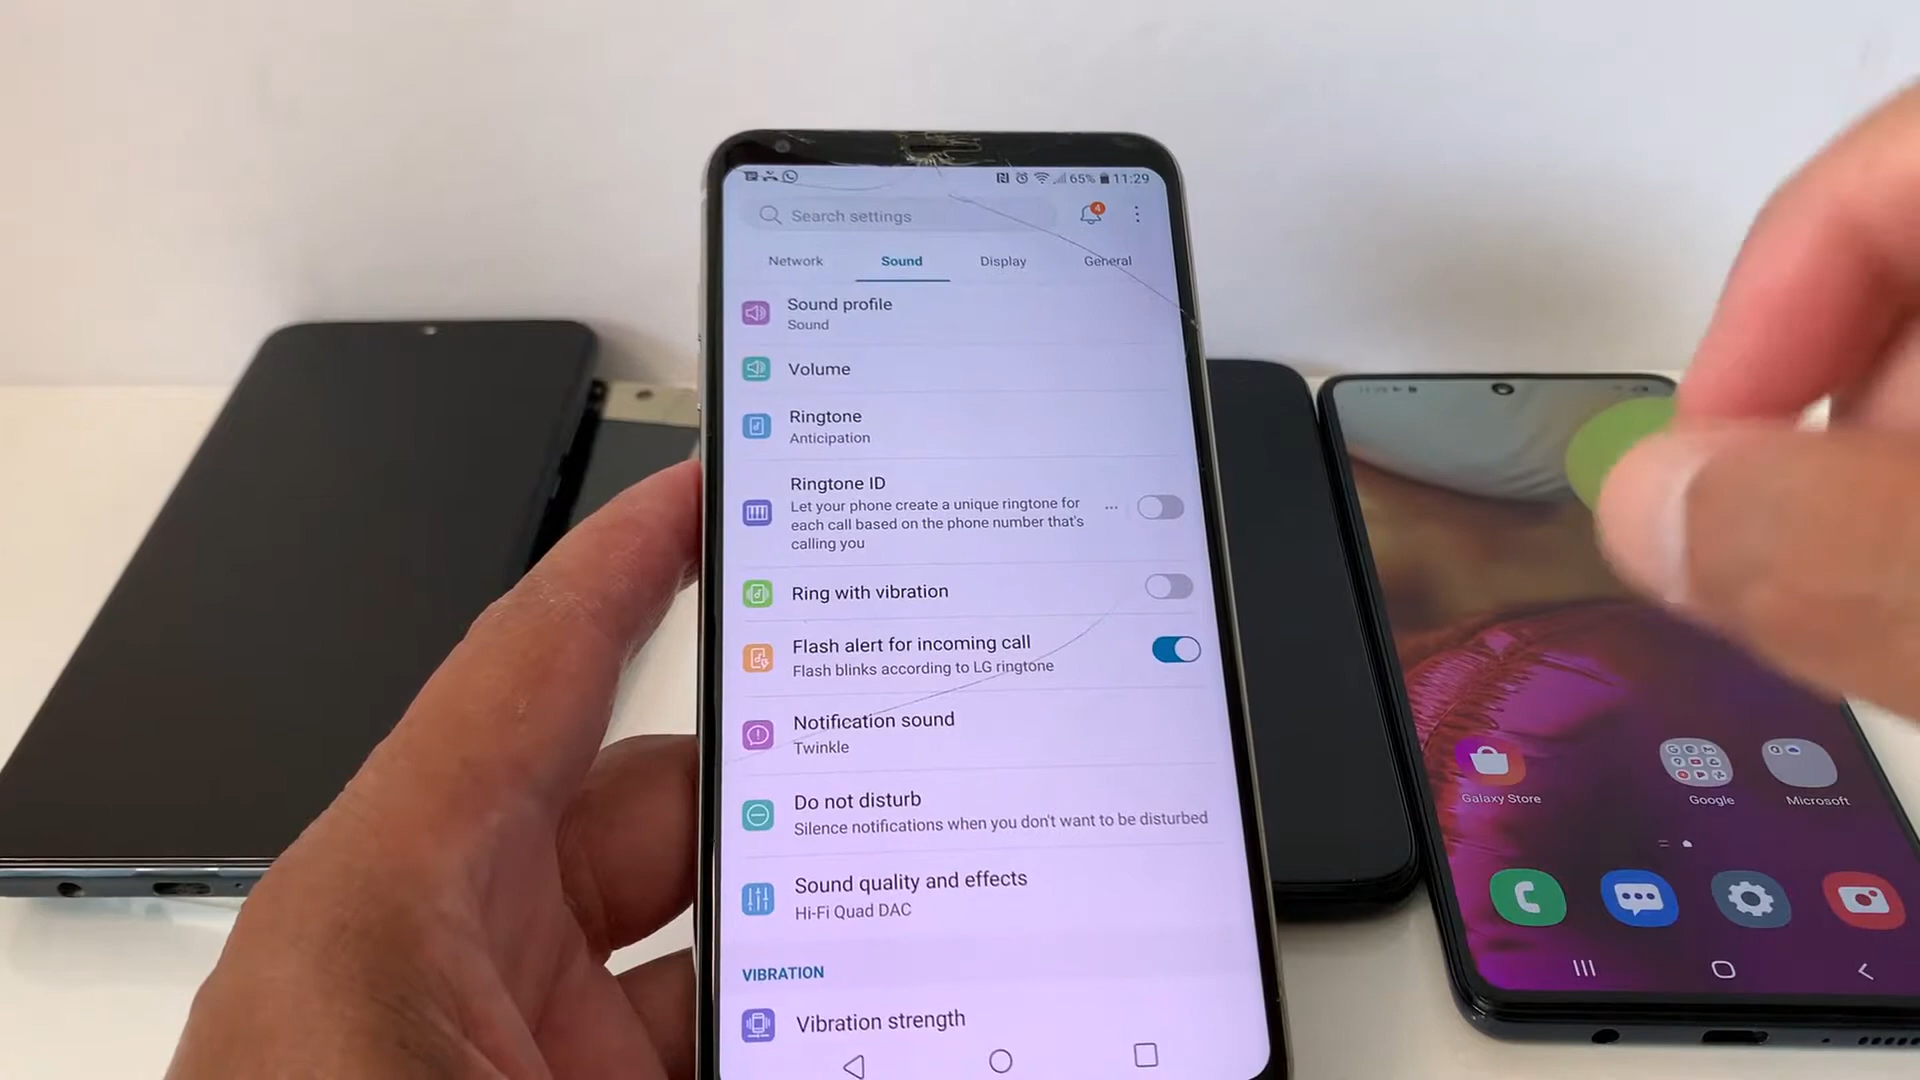 65% 11:29
Search settings
4
Network Sound Display General
Sound profile
Sound
Volume
Ringtone
Anticipation
Ringtone ID
Let your phone create a unique ringtone for
each call based on the phone number that's
calling you
...
Ring with vibration
Flash alert for incoming call
Flash blinks according to LG ringtone
Notification sound
Twinkle
Do not disturb
Silence notifications when you don't want to be disturbed
Sound quality and effects
Hi-Fi Quad DAC
VIBRATION
Vibration strength
Galaxy Store
Google
Microsoft